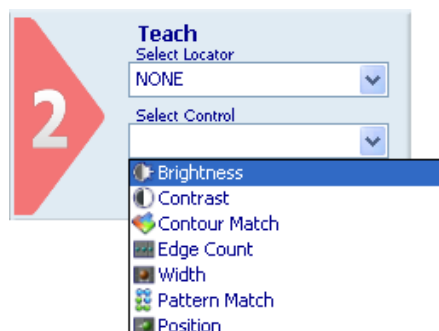 2
Teach
Select Locator
NONE
Select Control
Brightness
Contrast
Contour Match
Edge Count
Width
Pattern Match
Position